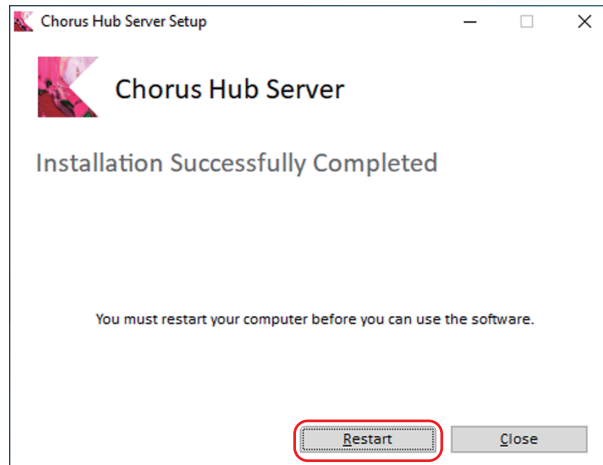 Chorus Hub Server Setup
Chorus Hub Server
Installation Successfully Completed
You must restart your computer before you can use the software.
Restart
Close